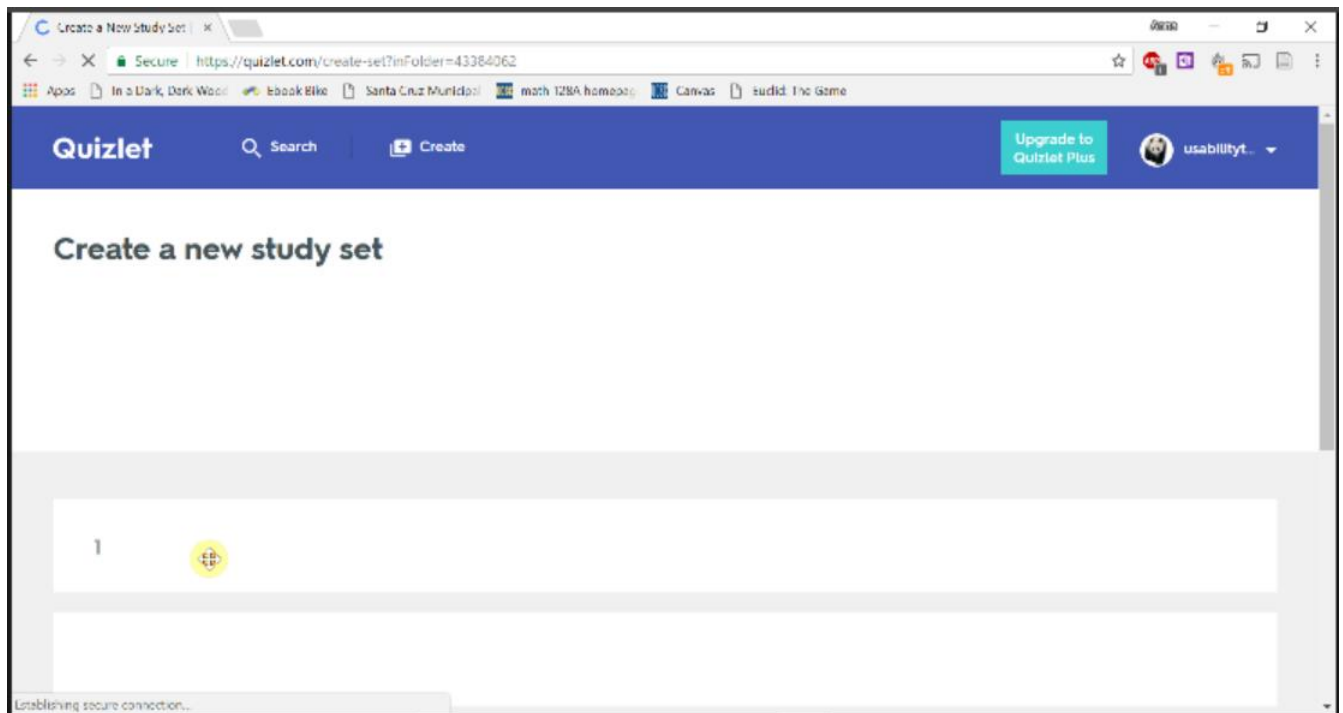 Create a New Study Set
Secure https://quizlet.com/create-set?inFolder=43384062
Apps In a Dark, Dark Wood Ebook Bike Santa Cruz Municipal math 128A homepag Canvas Euclid: The Game
Quizlet Search Create Upgrade to
Quizlet Plus usabilityt...
Create a new study set
1
Establishing secure connection...